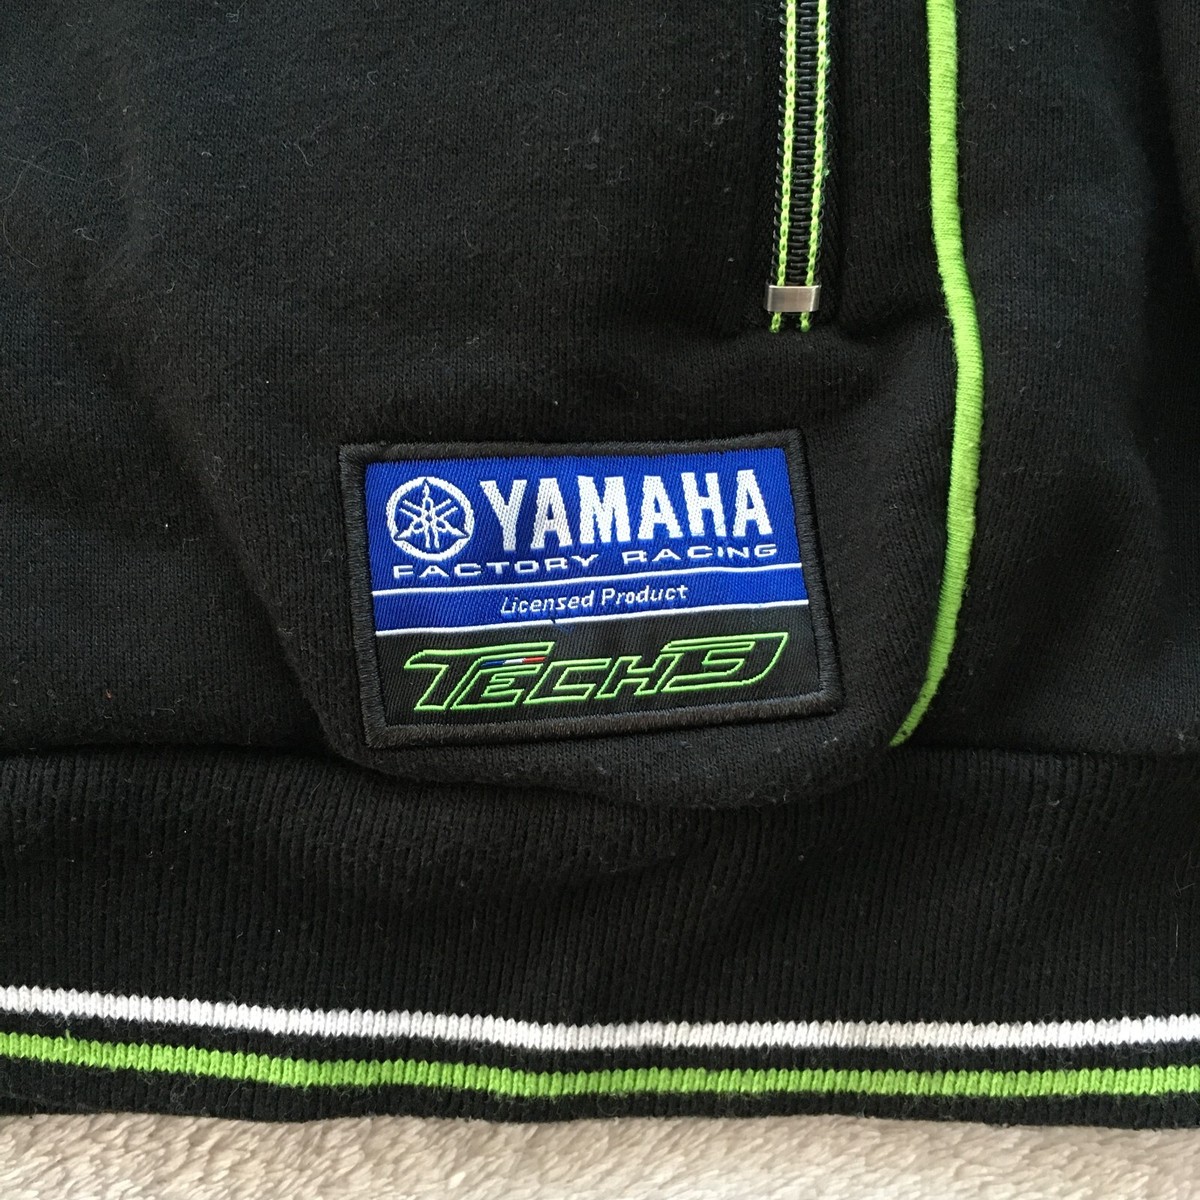 YAMAHA
FACTORY RACING
Licensed Product
TECH3